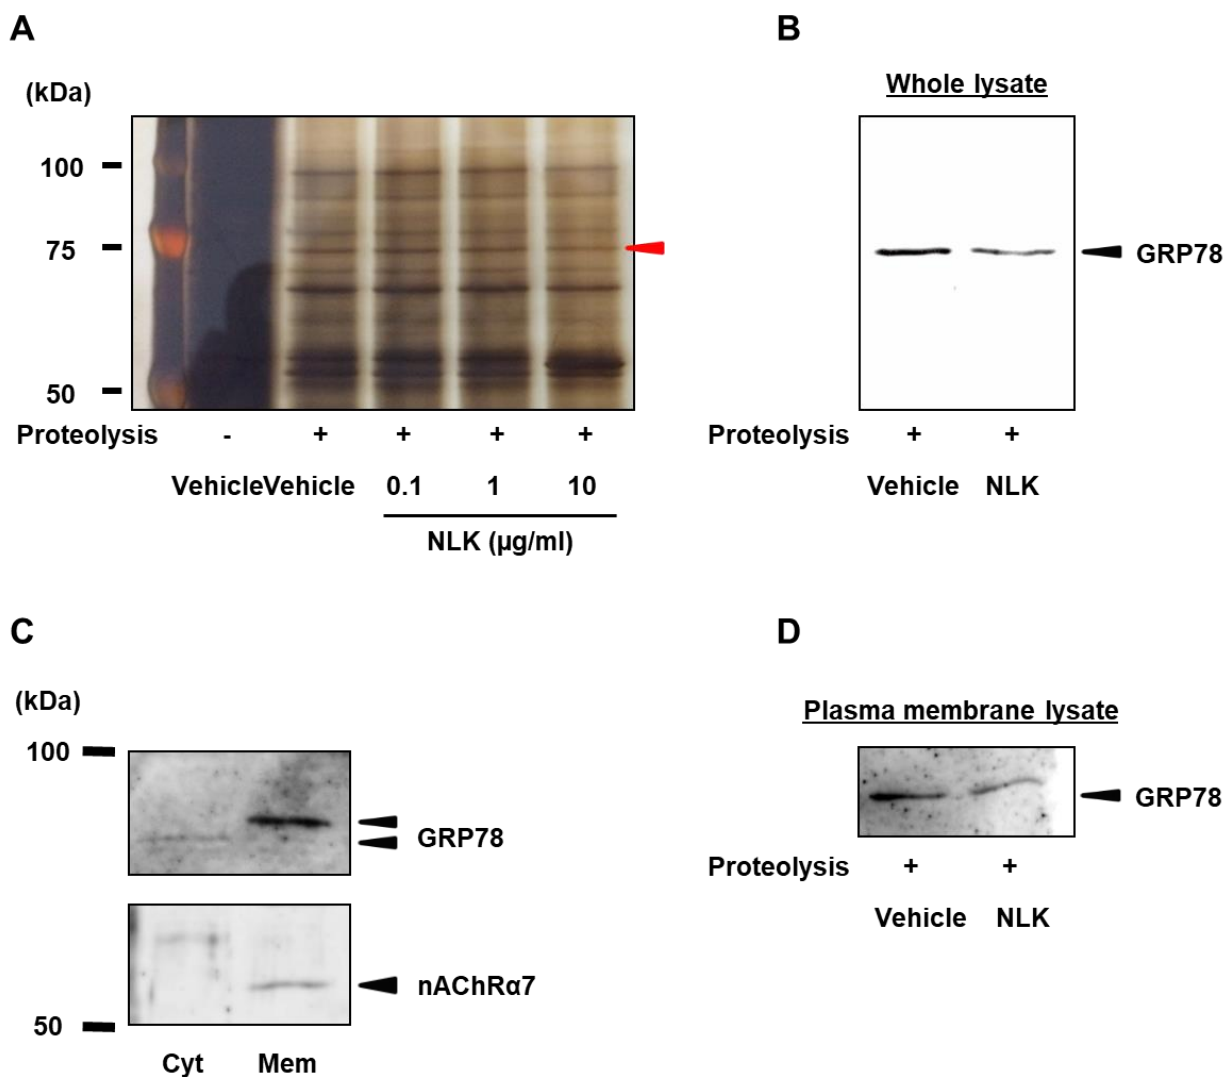 A
(kDa)
100
75
50
Proteolysis - + + + +
VehicleVehicle 0.1 1 10
NLK (µg/ml)
B
Whole lysate
GRP78
Proteolysis + +
Vehicle NLK
C
(kDa)
100
GRP78
nAChRα7
50
Cyt Mem
D
Plasma membrane lysate
GRP78
Proteolysis + +
Vehicle NLK